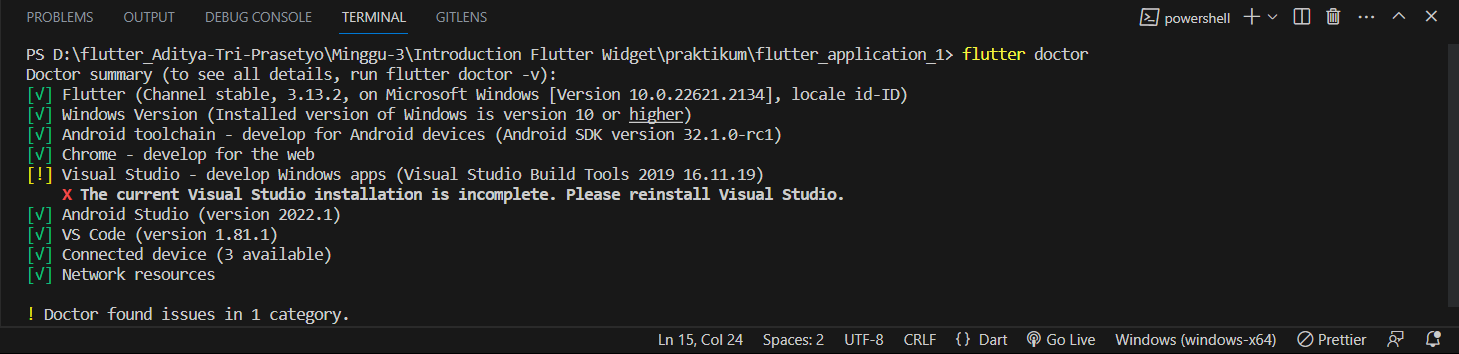 PROBLEMS OUTPUT DEBUG CONSOLE TERMINAL GITLENS powershell
PS D:\flutter_Aditya-Tri-Prasetyo\Minggu-3\Introduction Flutter Widget\praktikum\flutter_application_1> flutter doctor
Doctor summary (to see all details, run flutter doctor -v):
[√] Flutter (Channel stable, 3.13.2, on Microsoft Windows [Version 10.0.22621.2134], locale id-ID)
[√] Windows Version (Installed version of Windows is version 10 or higher)
[√] Android toolchain - develop for Android devices (Android SDK version 32.1.0-rc1)
[√] Chrome - develop for the web
[!] Visual Studio - develop Windows apps (Visual Studio Build Tools 2019 16.11.19)
X The current Visual Studio installation is incomplete. Please reinstall Visual Studio.
[√] Android Studio (version 2022.1)
[√] VS Code (version 1.81.1)
[√] Connected device (3 available)
[√] Network resources
! Doctor found issues in 1 category.
Ln 15, Col 24 Spaces: 2 UTF-8 CRLF {} Dart Go Live Windows (windows-x64) Prettier